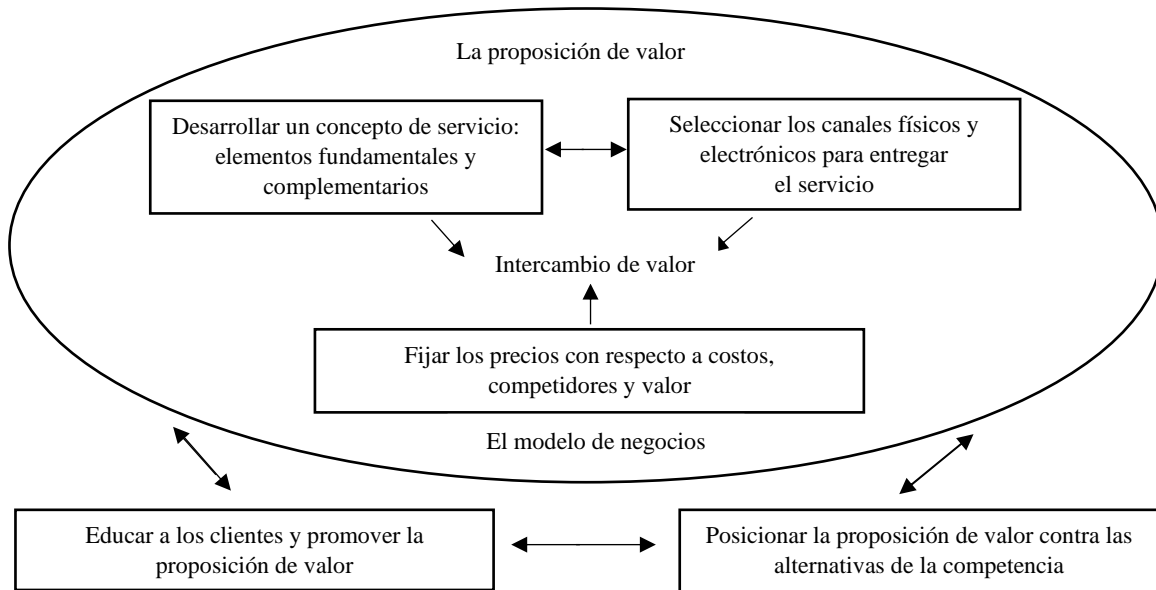 La proposición de valor
Desarrollar un concepto de servicio:
elementos fundamentales y
complementarios
Seleccionar los canales físicos y
electrónicos para entregar
el servicio
Intercambio de valor
Fijar los precios con respecto a costos,
competidores y valor
El modelo de negocios
Educar a los clientes y promover la
proposición de valor
Posicionar la proposición de valor contra las
alternativas de la competencia